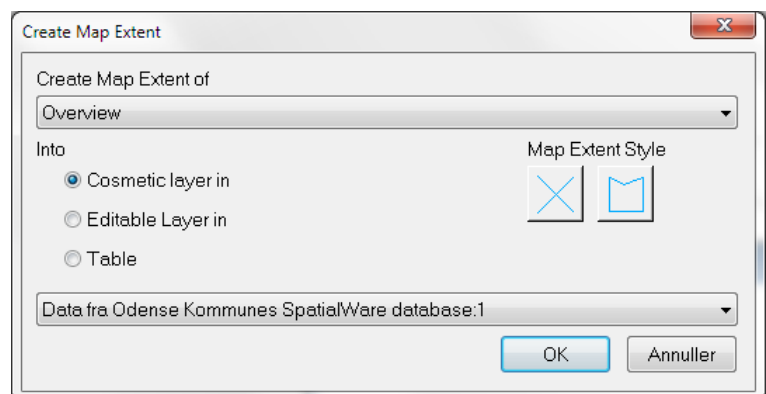 Create Map Extent
Create Map Extent of
Overview
Into
Map Extent Style
Cosmetic layer in
Editable Layer in
Table
Data fra Odense Kommunes SpatialWare database:1
OK
Annuller